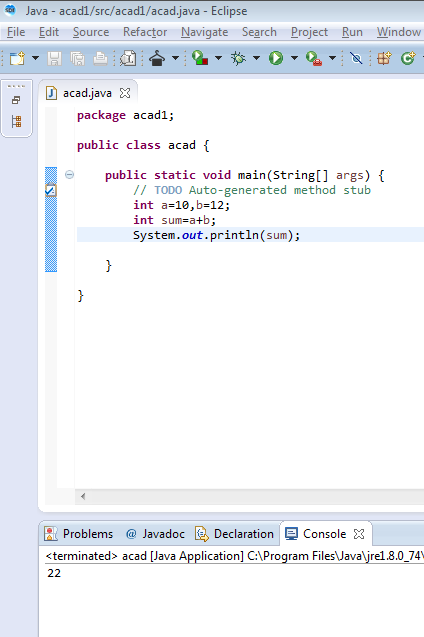 Java - acad1/src/acad1/acad.java - Eclipse
File Edit Source Refactor Navigate Search Project Run Window
acad.java
package acad1;
public class acad {
public static void main(String[] args) {
// TODO Auto-generated method stub
int a=10,b=12;
int sum=a+b;
System.out.println(sum);
}
}
Problems @ Javadoc Declaration Console
<terminated> acad [Java Application] C:\Program Files\Java\jre1.8.0_74\
22